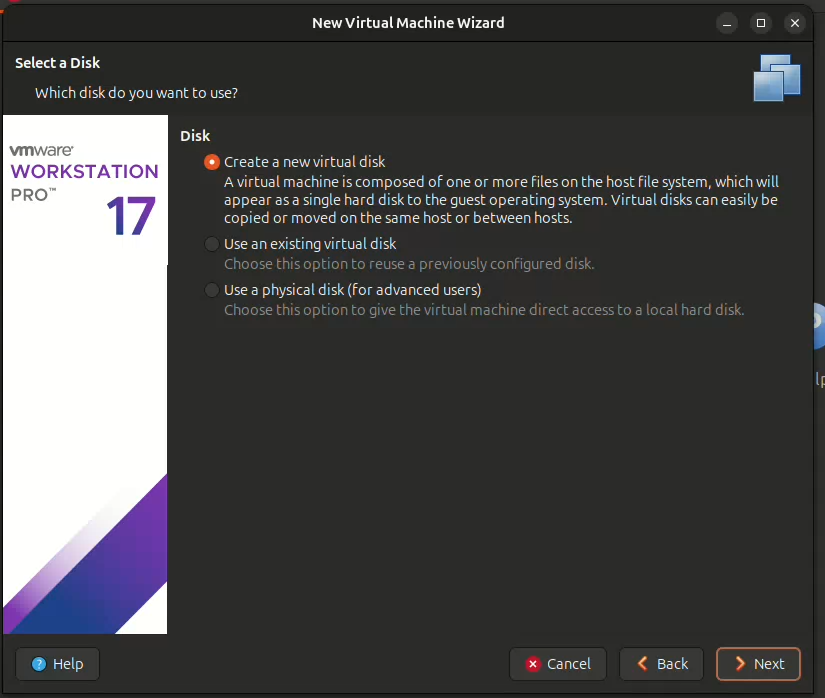 New Virtual Machine Wizard
Select a Disk
Which disk do you want to use?
vmware®
WORKSTATION
PRO™
17
Disk
Create a new virtual disk
A virtual machine is composed of one or more files on the host file system, which will
appear as a single hard disk to the guest operating system. Virtual disks can easily be
copied or moved on the same host or between hosts.
Use an existing virtual disk
Choose this option to reuse a previously configured disk.
Use a physical disk (for advanced users)
Choose this option to give the virtual machine direct access to a local hard disk.
Help
Cancel
Back
Next